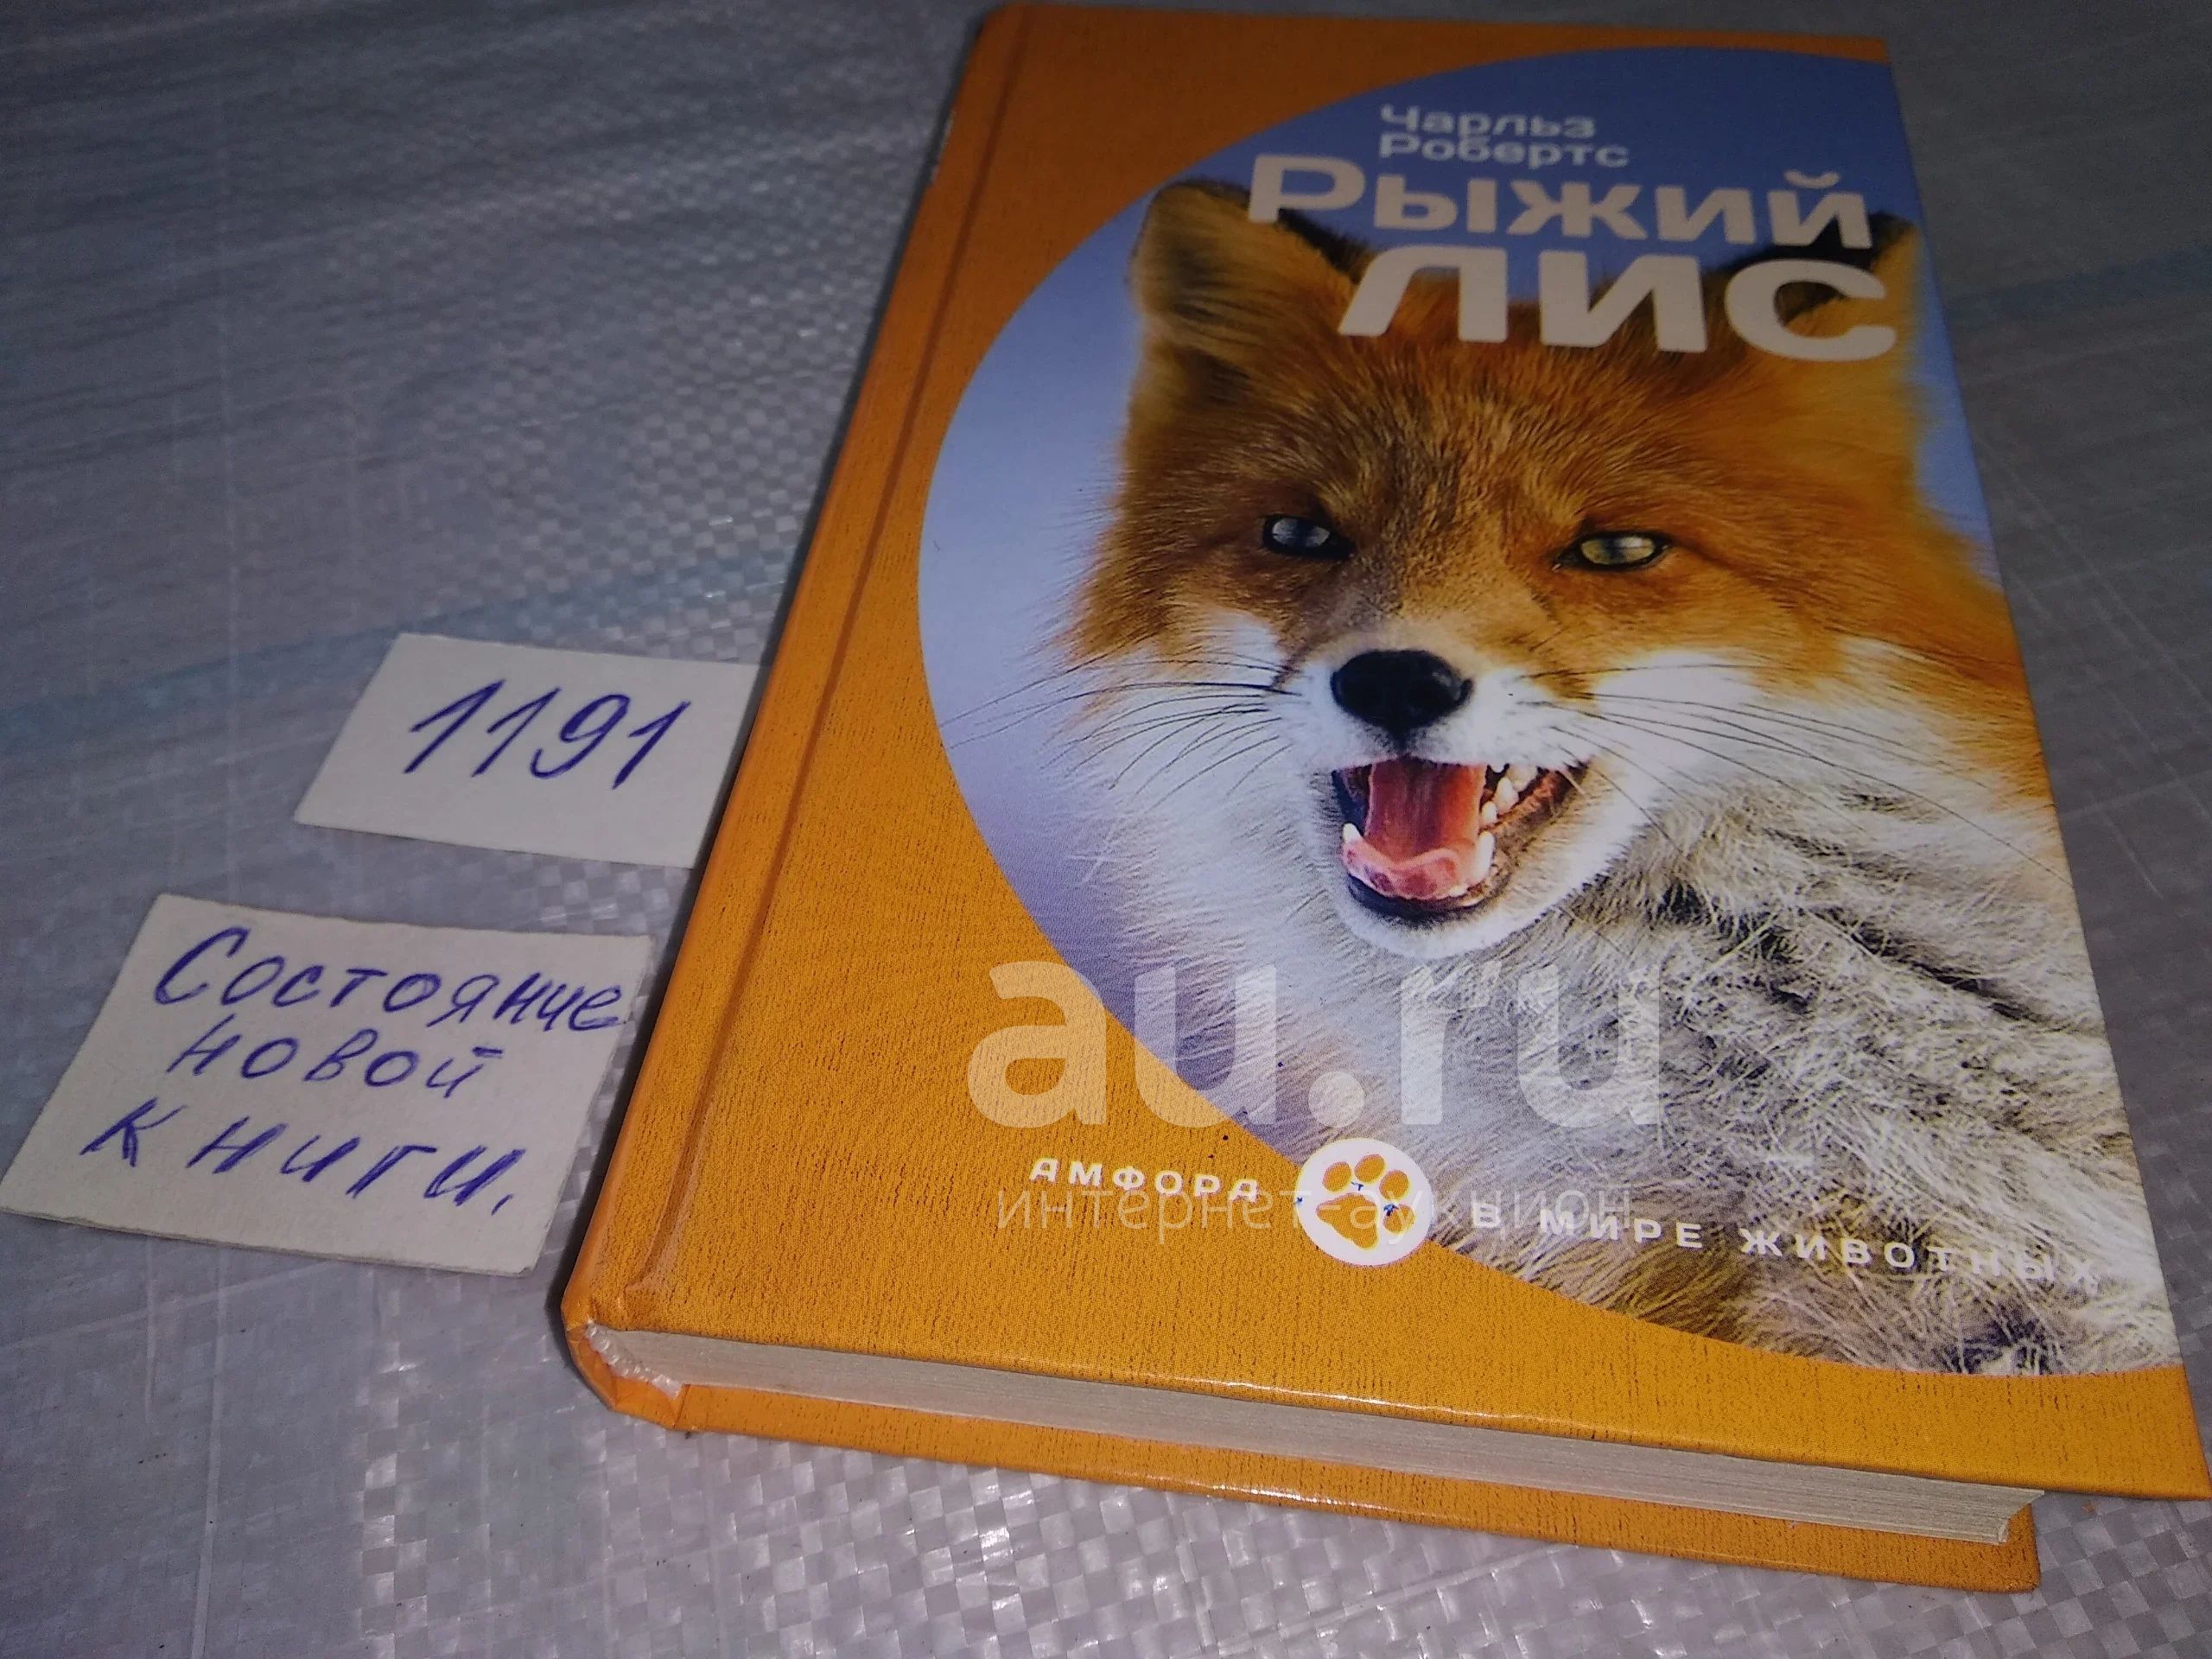 Чарльз
Робертс
Рыжий
лис
1191
Состояние
новой
книги.
au.ru
интернет-аукцион
АМФОРА
В МИРЕ ЖИВОТНЫХ